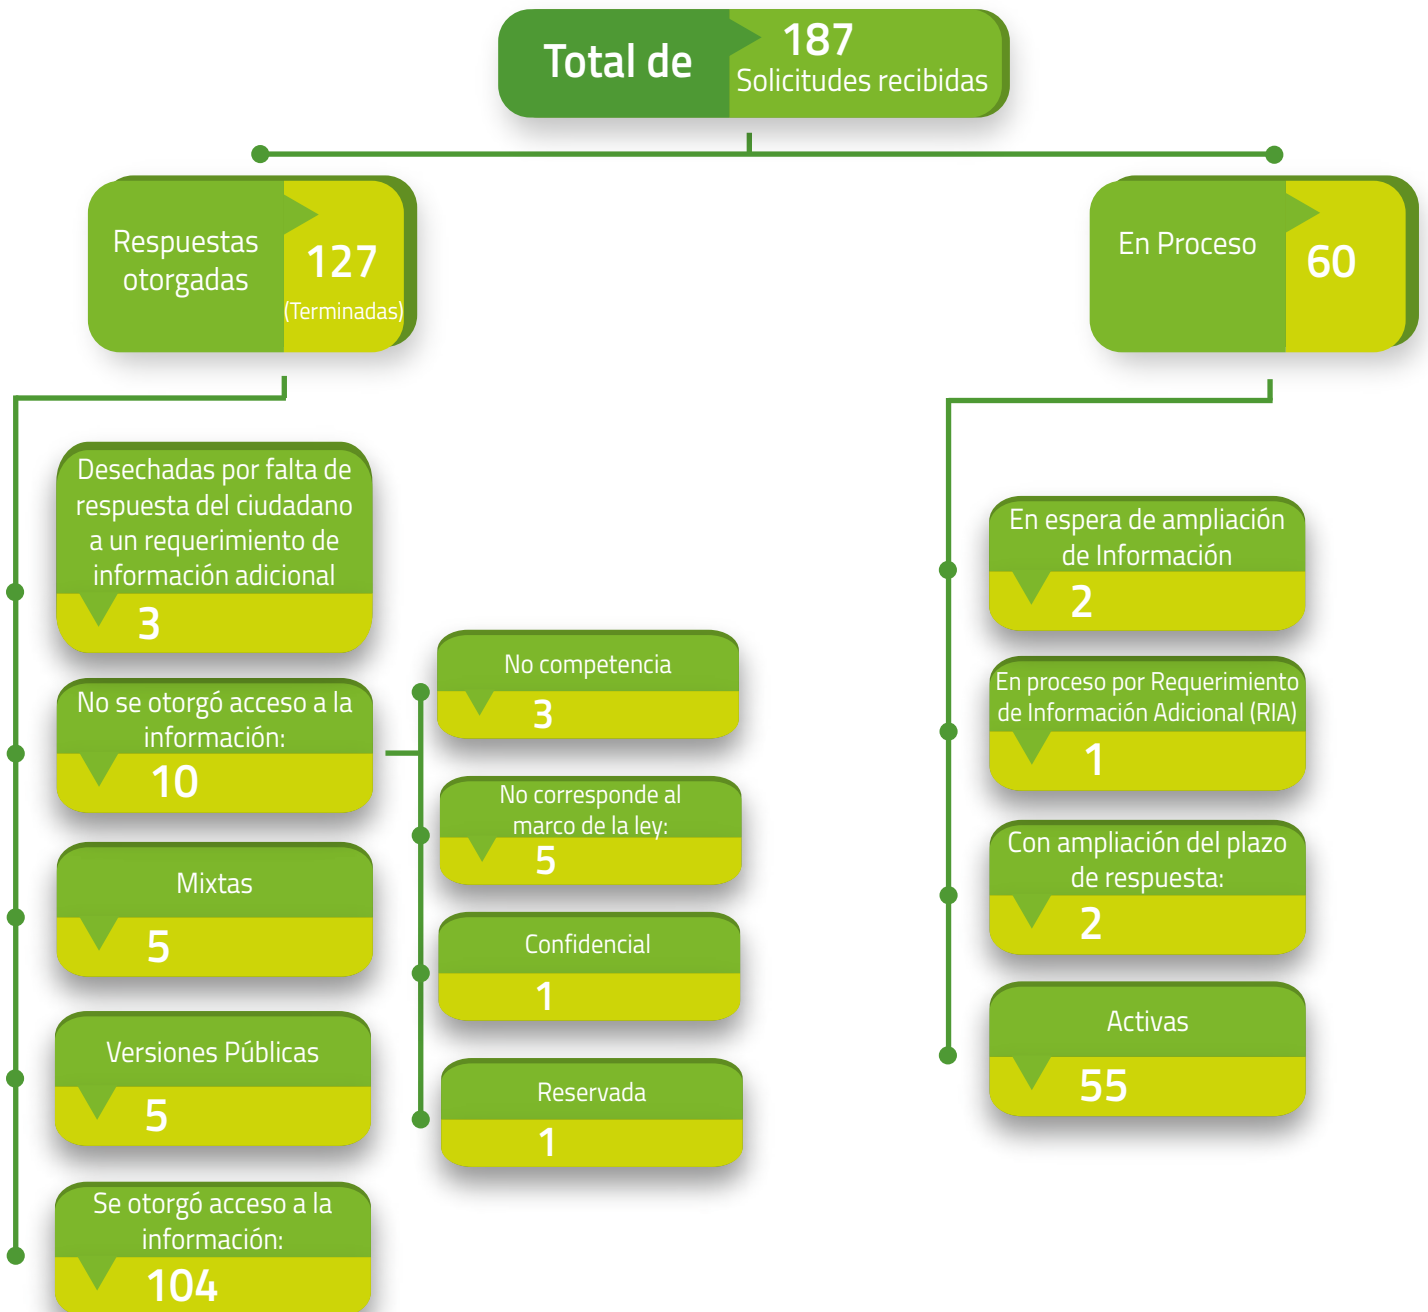 Total de
187
Solicitudes recibidas
Respuestas
otorgadas
127
(Terminadas)
En Proceso
60
Desechadas por falta de
respuesta del ciudadano
a un requerimiento de
información adicional
3
No se otorgó acceso a la
información:
10
Mixtas
5
Versiones Públicas
5
Se otorgó acceso a la
información:
104
No competencia
3
No corresponde al
marco de la ley:
5
Confidencial
1
Reservada
1
En espera de ampliación
de Información
2
En proceso por Requerimiento
de Información Adicional (RIA)
1
Con ampliación del plazo
de respuesta:
2
Activas
55